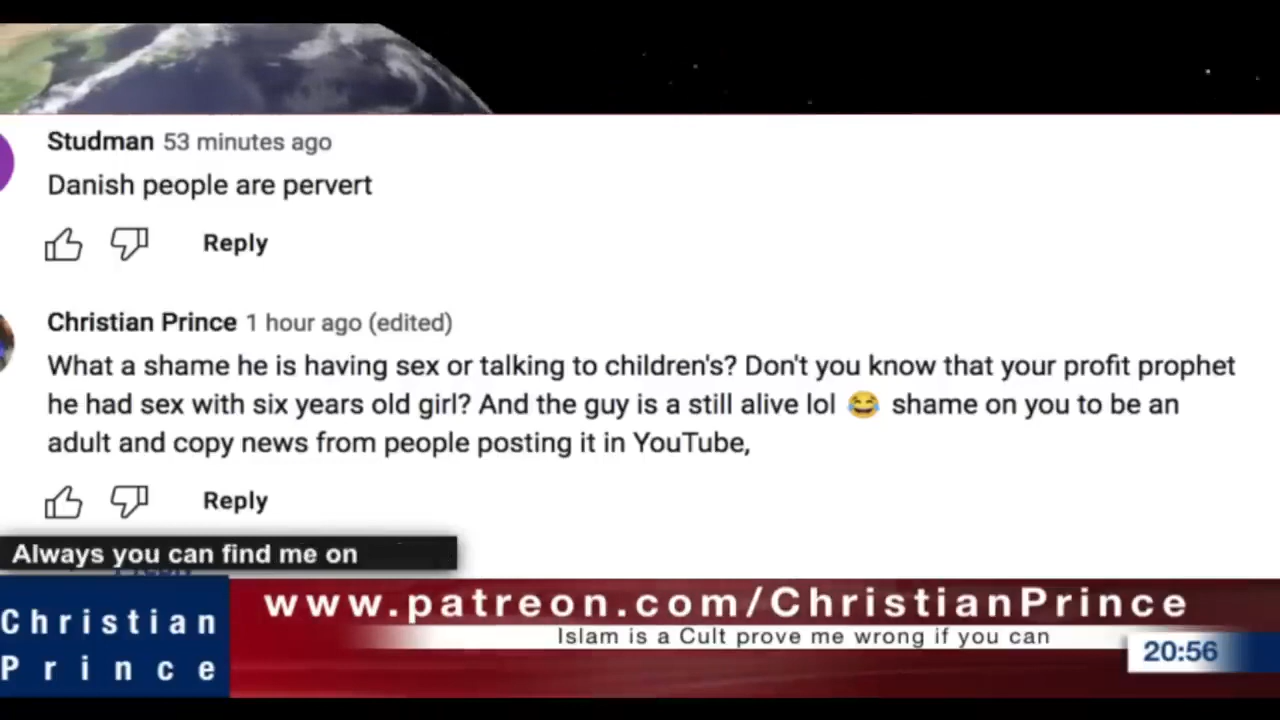 Studman 53 minutes ago
Danish people are pervert
Reply
Christian Prince 1 hour ago (edited)
What a shame he is having sex or talking to children's? Don't you know that your profit prophet
he had sex with six years old girl? And the guy is a still alive lol 😂 shame on you to be an
adult and copy news from people posting it in YouTube,
Reply
Always you can find me on
Christian
Prince
www.patreon.com/ChristianPrince
Islam is a Cult prove me wrong if you can
20:56